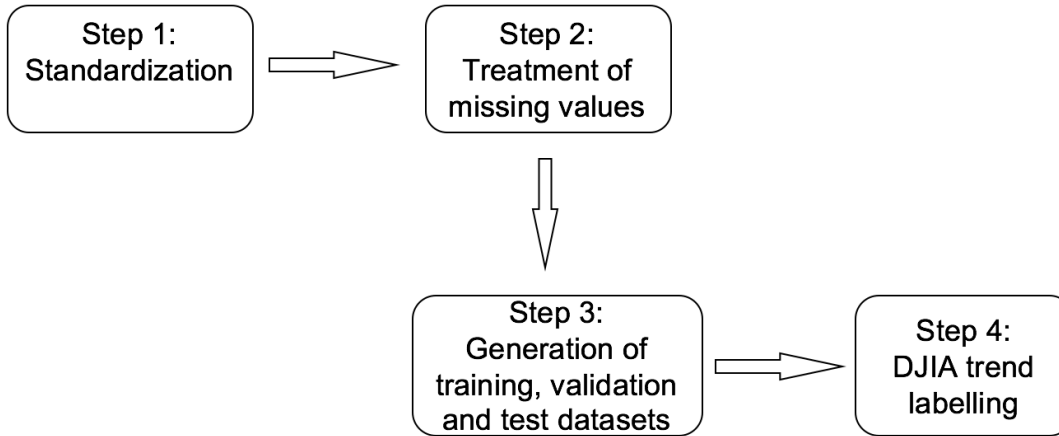 Step 1:
Standardization
Step 2:
Treatment of
missing values
Step 3:
Generation of
training, validation
and test datasets
Step 4:
DJIA trend
labelling